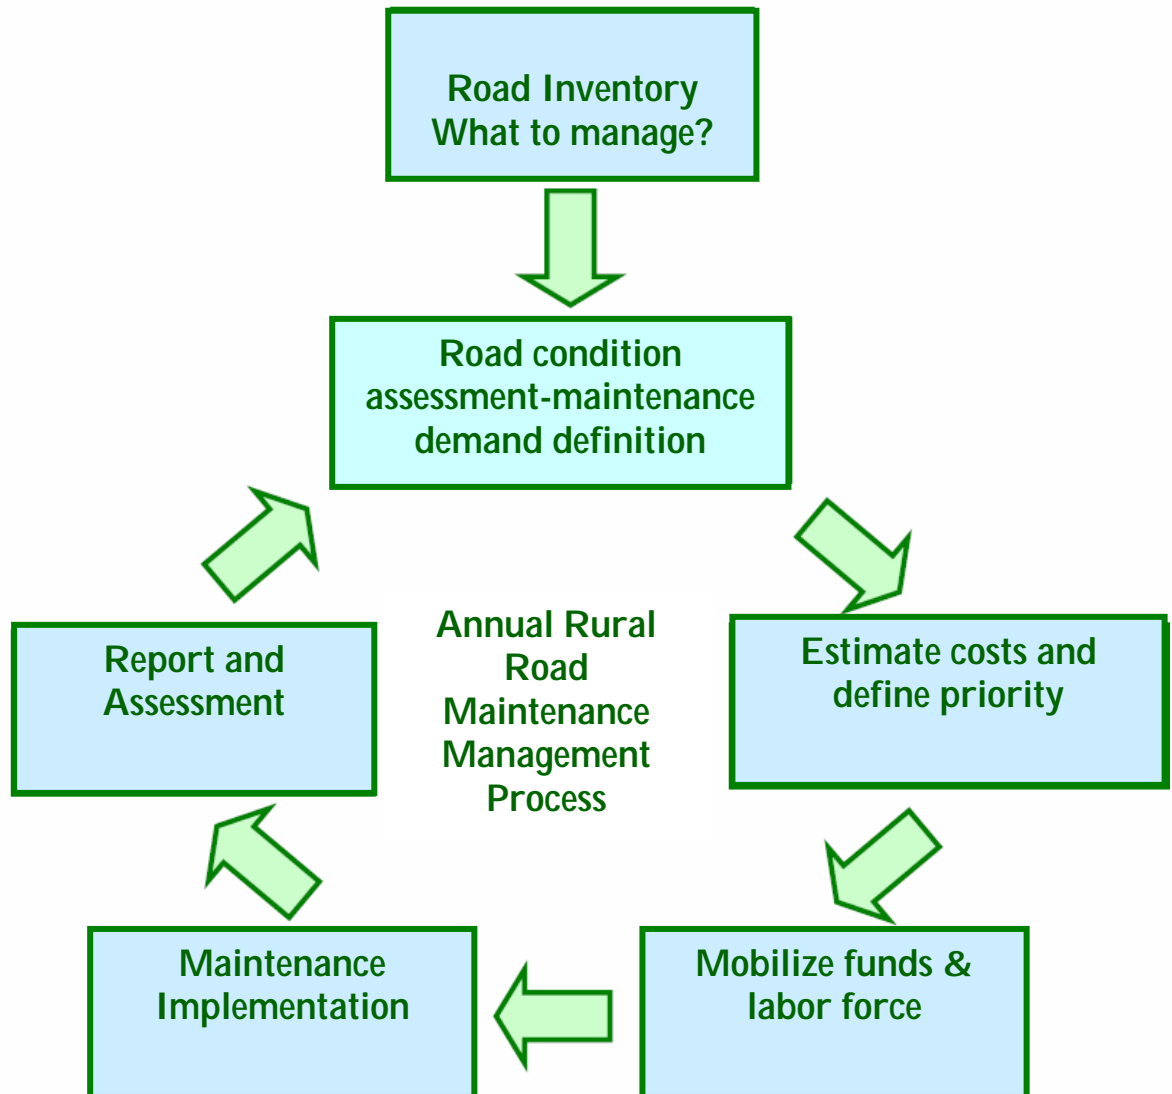 Road Inventory
What to manage?
Road condition
assessment-maintenance
demand definition
Annual Rural
Road
Maintenance
Management
Process
Estimate costs and
define priority
Report and
Assessment
Mobilize funds &
labor force
Maintenance
Implementation